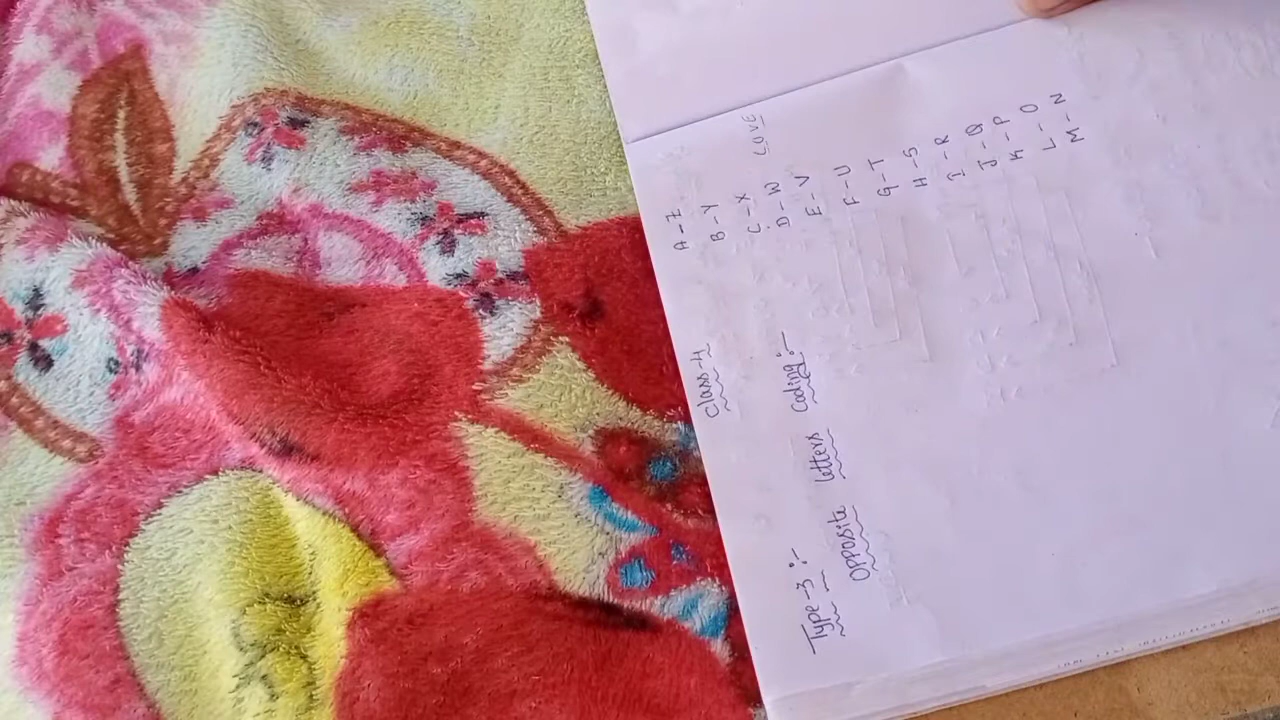 Class-4
Type-3 :-
Opposite letters Coding:-
A - Z
B - Y
C - X LOVE
D - W
E - V
F - U
G - T
H - S
I - R
J - Q
K - P
L - O
M - N